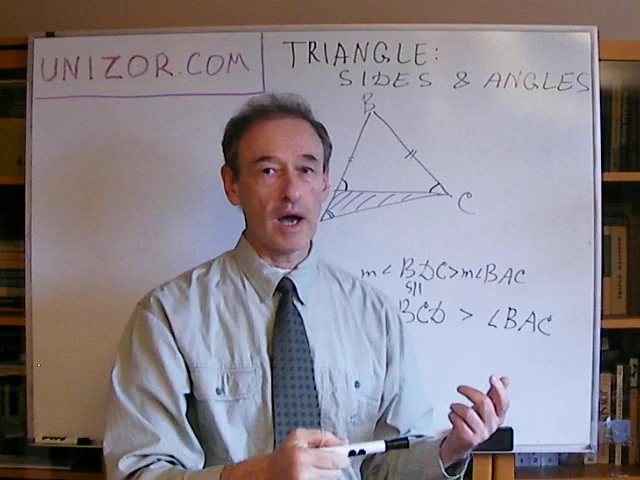 UNIZOR.COM
TRIANGLE:
SIDES & ANGLES
B
C
m∠BDC>m∠BAC
BCD > ∠BAC